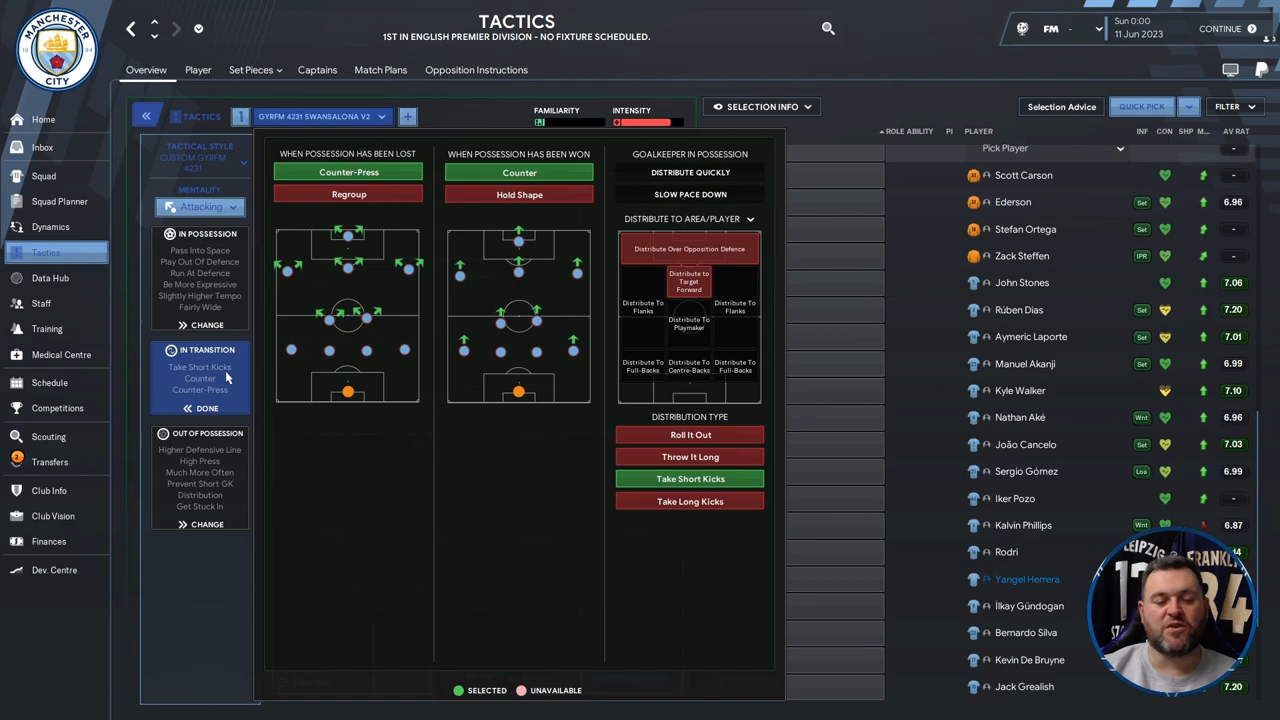 MANCHESTER
18 94
CITY
TACTICS
1ST IN ENGLISH PREMIER DIVISION - NO FIXTURE SCHEDULED.
FM -
Sun 0:00
11 Jun 2023
CONTINUE
3
Overview
Player
Set Pieces
Captains
Match Plans
Opposition Instructions
Home
Inbox
Squad
Squad Planner
Dynamics
Tactics
Data Hub
Staff
Training
Medical Centre
Schedule
Competitions
Scouting
2
Transfers
Club Info
Club Vision
Finances
Dev. Centre
TACTICS
1
GYRFM 4231 SWANSALONA V2
FAMILIARITY
INTENSITY
SELECTION INFO
Selection Advice
QUICK PICK
FILTER
TACTICAL STYLE
CUSTOM GYRFM
4231
MENTALITY
Attacking
IN POSSESSION
Pass Into Space
Play Out Of Defence
Run At Defence
Be More Expressive
Slightly Higher Tempo
Fairly Wide
CHANGE
IN TRANSITION
Take Short Kicks
Counter
Counter-Press
DONE
OUT OF POSSESSION
Higher Defensive Line
High Press
Much More Often
Prevent Short GK
Distribution
Get Stuck In
CHANGE
WHEN POSSESSION HAS BEEN LOST
Counter-Press
Regroup
WHEN POSSESSION HAS BEEN WON
Counter
Hold Shape
GOALKEEPER IN POSSESSION
DISTRIBUTE QUICKLY
SLOW PACE DOWN
DISTRIBUTE TO AREA/PLAYER
Distribute Over Opposition Defence
Distribute to
Target
Forward
Distribute To
Flanks
Distribute To
Playmaker
Distribute To
Flanks
Distribute To
Full-Backs
Distribute To
Centre-Backs
Distribute To
Full-Backs
DISTRIBUTION TYPE
Roll It Out
Throw It Long
Take Short Kicks
Take Long Kicks
SELECTED
UNAVAILABLE
ROLE ABILITY PI PLAYER INF CON SHP M... AV RAT
Pick Player -
Scott Carson -
Ederson Set 6.96
Stefan Ortega Set -
Zack Steffen IPR -
John Stones 7.06
Rúben Dias 7.20
Aymeric Laporte 7.01
Manuel Akanji 6.99
Kyle Walker 7.10
Nathan Aké Wnt 6.96
João Cancelo Set 7.03
Sergio Gómez Loa 6.99
Iker Pozo -
Kalvin Phillips Wnt 6.87
Rodri
Yangel Herrera
İlkay Gündogan
Bernardo Silva
Kevin De Bruyne
Jack Grealish 7.20
LEIPZIG